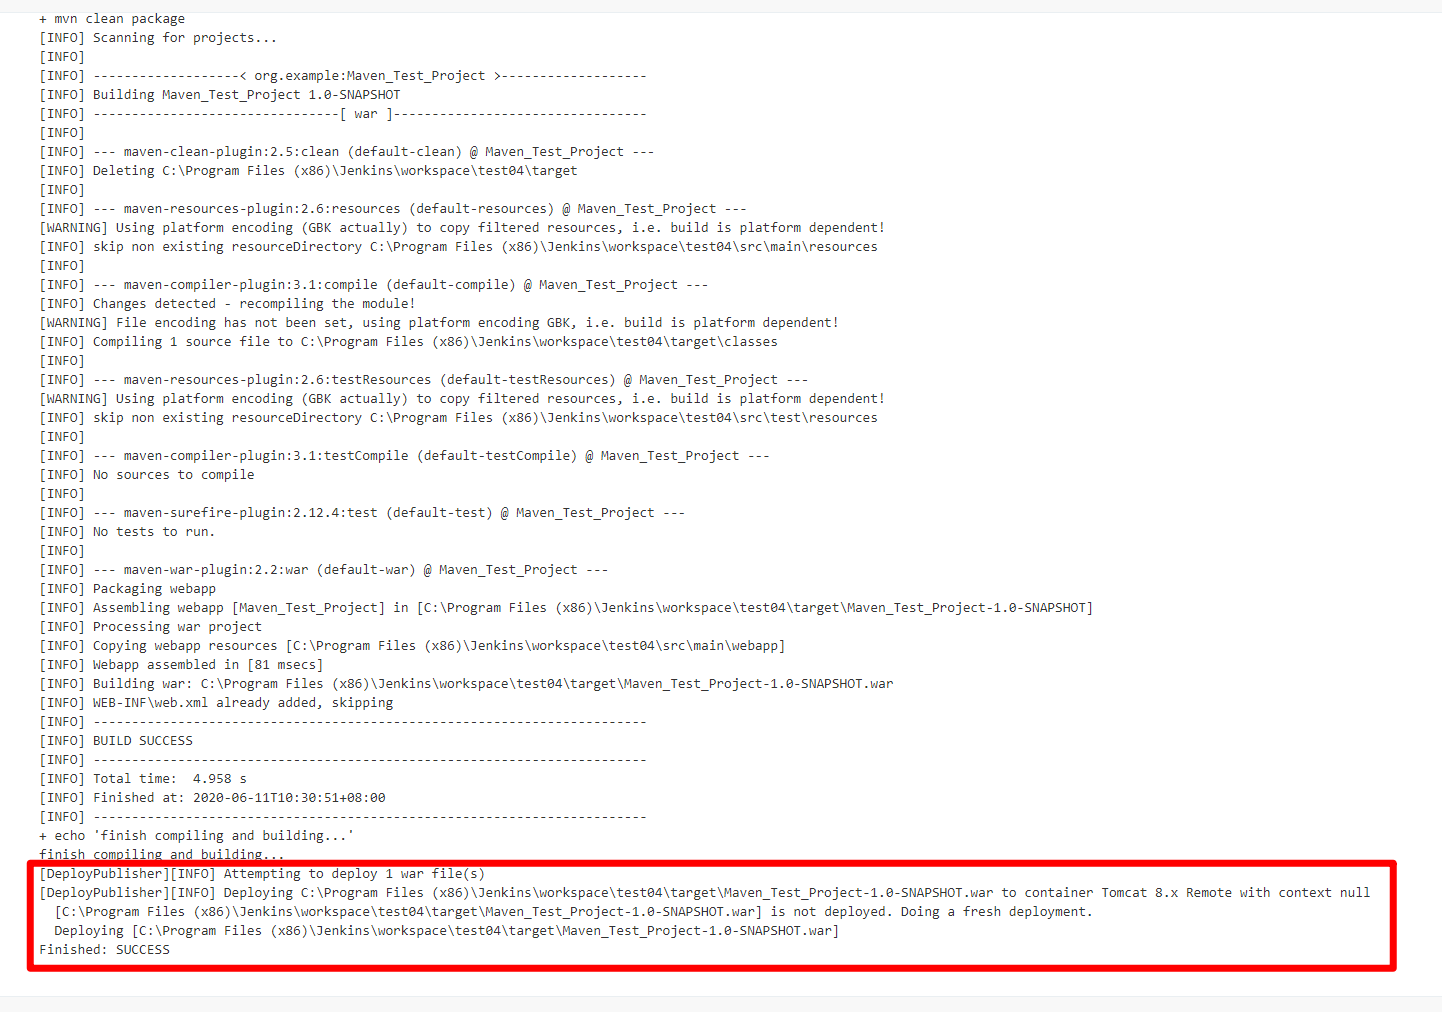 + mvn clean package
[INFO] Scanning for projects...
[INFO]
[INFO] -------------------< org.example:Maven_Test_Project >-------------------
[INFO] Building Maven_Test_Project 1.0-SNAPSHOT
[INFO] --------------------------------[ war ]---------------------------------
[INFO]
[INFO] --- maven-clean-plugin:2.5:clean (default-clean) @ Maven_Test_Project ---
[INFO] Deleting C:\Program Files (x86)\Jenkins\workspace\test04\target
[INFO]
[INFO] --- maven-resources-plugin:2.6:resources (default-resources) @ Maven_Test_Project ---
[WARNING] Using platform encoding (GBK actually) to copy filtered resources, i.e. build is platform dependent!
[INFO] skip non existing resourceDirectory C:\Program Files (x86)\Jenkins\workspace\test04\src\main\resources
[INFO]
[INFO] --- maven-compiler-plugin:3.1:compile (default-compile) @ Maven_Test_Project ---
[INFO] Changes detected - recompiling the module!
[WARNING] File encoding has not been set, using platform encoding GBK, i.e. build is platform dependent!
[INFO] Compiling 1 source file to C:\Program Files (x86)\Jenkins\workspace\test04\target\classes
[INFO]
[INFO] --- maven-resources-plugin:2.6:testResources (default-testResources) @ Maven_Test_Project ---
[WARNING] Using platform encoding (GBK actually) to copy filtered resources, i.e. build is platform dependent!
[INFO] skip non existing resourceDirectory C:\Program Files (x86)\Jenkins\workspace\test04\src\test\resources
[INFO]
[INFO] --- maven-compiler-plugin:3.1:testCompile (default-testCompile) @ Maven_Test_Project ---
[INFO] No sources to compile
[INFO]
[INFO] --- maven-surefire-plugin:2.12.4:test (default-test) @ Maven_Test_Project ---
[INFO] No tests to run.
[INFO]
[INFO] --- maven-war-plugin:2.2:war (default-war) @ Maven_Test_Project ---
[INFO] Packaging webapp
[INFO] Assembling webapp [Maven_Test_Project] in [C:\Program Files (x86)\Jenkins\workspace\test04\target\Maven_Test_Project-1.0-SNAPSHOT]
[INFO] Processing war project
[INFO] Copying webapp resources [C:\Program Files (x86)\Jenkins\workspace\test04\src\main\webapp]
[INFO] Webapp assembled in [81 msecs]
[INFO] Building war: C:\Program Files (x86)\Jenkins\workspace\test04\target\Maven_Test_Project-1.0-SNAPSHOT.war
[INFO] WEB-INF\web.xml already added, skipping
[INFO] ------------------------------------------------------------------------
[INFO] BUILD SUCCESS
[INFO] ------------------------------------------------------------------------
[INFO] Total time:  4.958 s
[INFO] Finished at: 2020-06-11T10:30:51+08:00
[INFO] ------------------------------------------------------------------------
+ echo 'finish compiling and building...'
finish compiling and building...
[DeployPublisher][INFO] Attempting to deploy 1 war file(s)
[DeployPublisher][INFO] Deploying C:\Program Files (x86)\Jenkins\workspace\test04\target\Maven_Test_Project-1.0-SNAPSHOT.war to container Tomcat 8.x Remote with context null
[C:\Program Files (x86)\Jenkins\workspace\test04\target\Maven_Test_Project-1.0-SNAPSHOT.war] is not deployed. Doing a fresh deployment.
Deploying [C:\Program Files (x86)\Jenkins\workspace\test04\target\Maven_Test_Project-1.0-SNAPSHOT.war]
Finished: SUCCESS